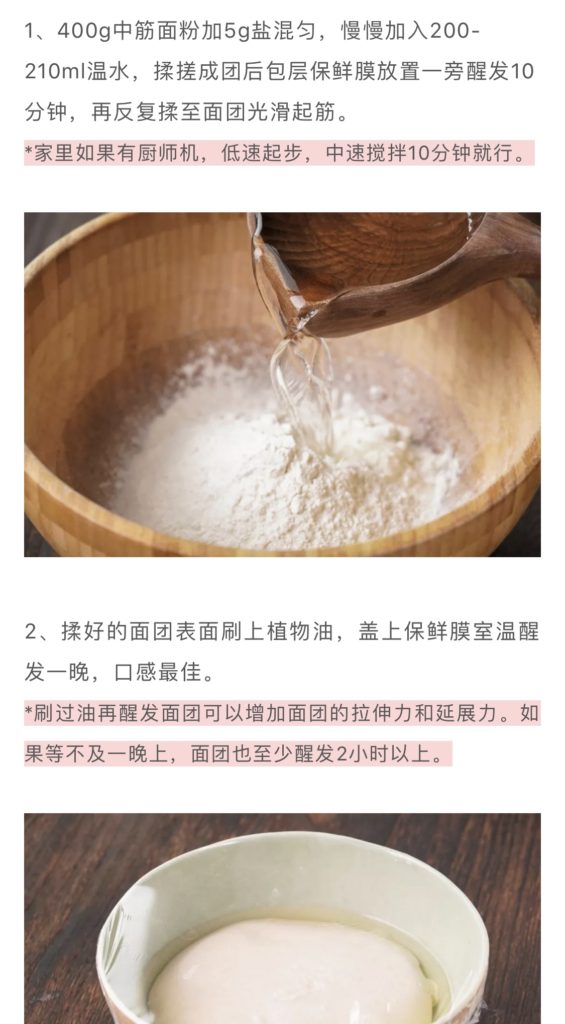 1、400g中筋面粉加5g盐混匀，慢慢加入200-
210ml温水，揉搓成团后包层保鲜膜放置一旁醒发10
分钟，再反复揉至面团光滑起筋。
*家里如果有厨师机，低速起步，中速搅拌10分钟就行。
2、揉好的面团表面刷上植物油，盖上保鲜膜室温醒
发一晚，口感最佳。
*刷过油再醒发面团可以增加面团的拉伸力和延展力。如
果等不及一晚上，面团也至少醒发2小时以上。